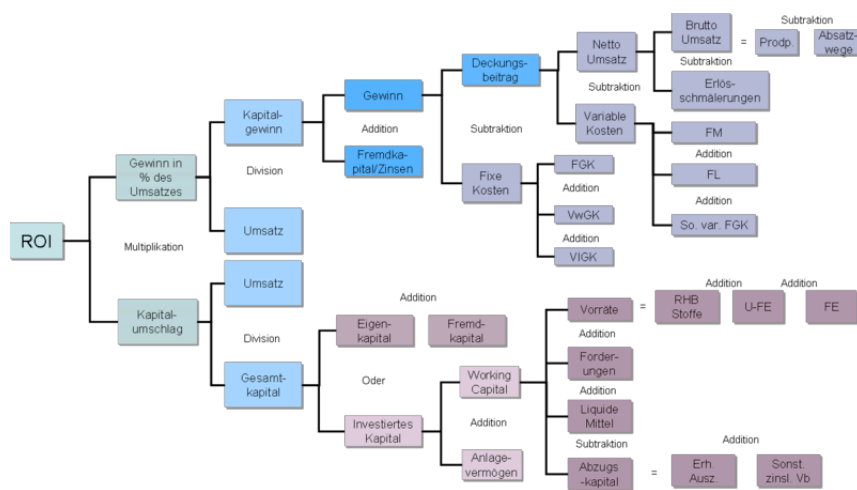 Subtraktion
Brutto
Umsatz
=
Prodp.
Absatz-
wege
Netto
Umsatz
Subtraktion
Deckungs-
beitrag
Subtraktion
Erlös-
schmälerungen
Kapital-
gewinn
Gewinn
Variable
Kosten
FM
Addition
Subtraktion
Addition
Gewinn in
% des
Umsatzes
Division
Fremdkapital/Zinsen
Fixe
Kosten
FGK
FL
Addition
Addition
VwGK
So. var. FGK
Umsatz
Addition
ROI
Multiplikation
VIGK
Umsatz
Addition
Addition
Addition
Vorräte
=
RHB
Stoffe
U-FE
FE
Kapital-
umschlag
Eigen-
kapital
Fremd-
kapital
Addition
Division
Forder-
ungen
Gesamt-
kapital
Oder
Working
Capital
Addition
Investiertes
Kapital
Addition
Liquide
Mittel
Subtraktion
Addition
Anlage-
vermögen
Abzugs
-kapital
=
Erh.
Ausz.
Sonst.
zinsl. Vb